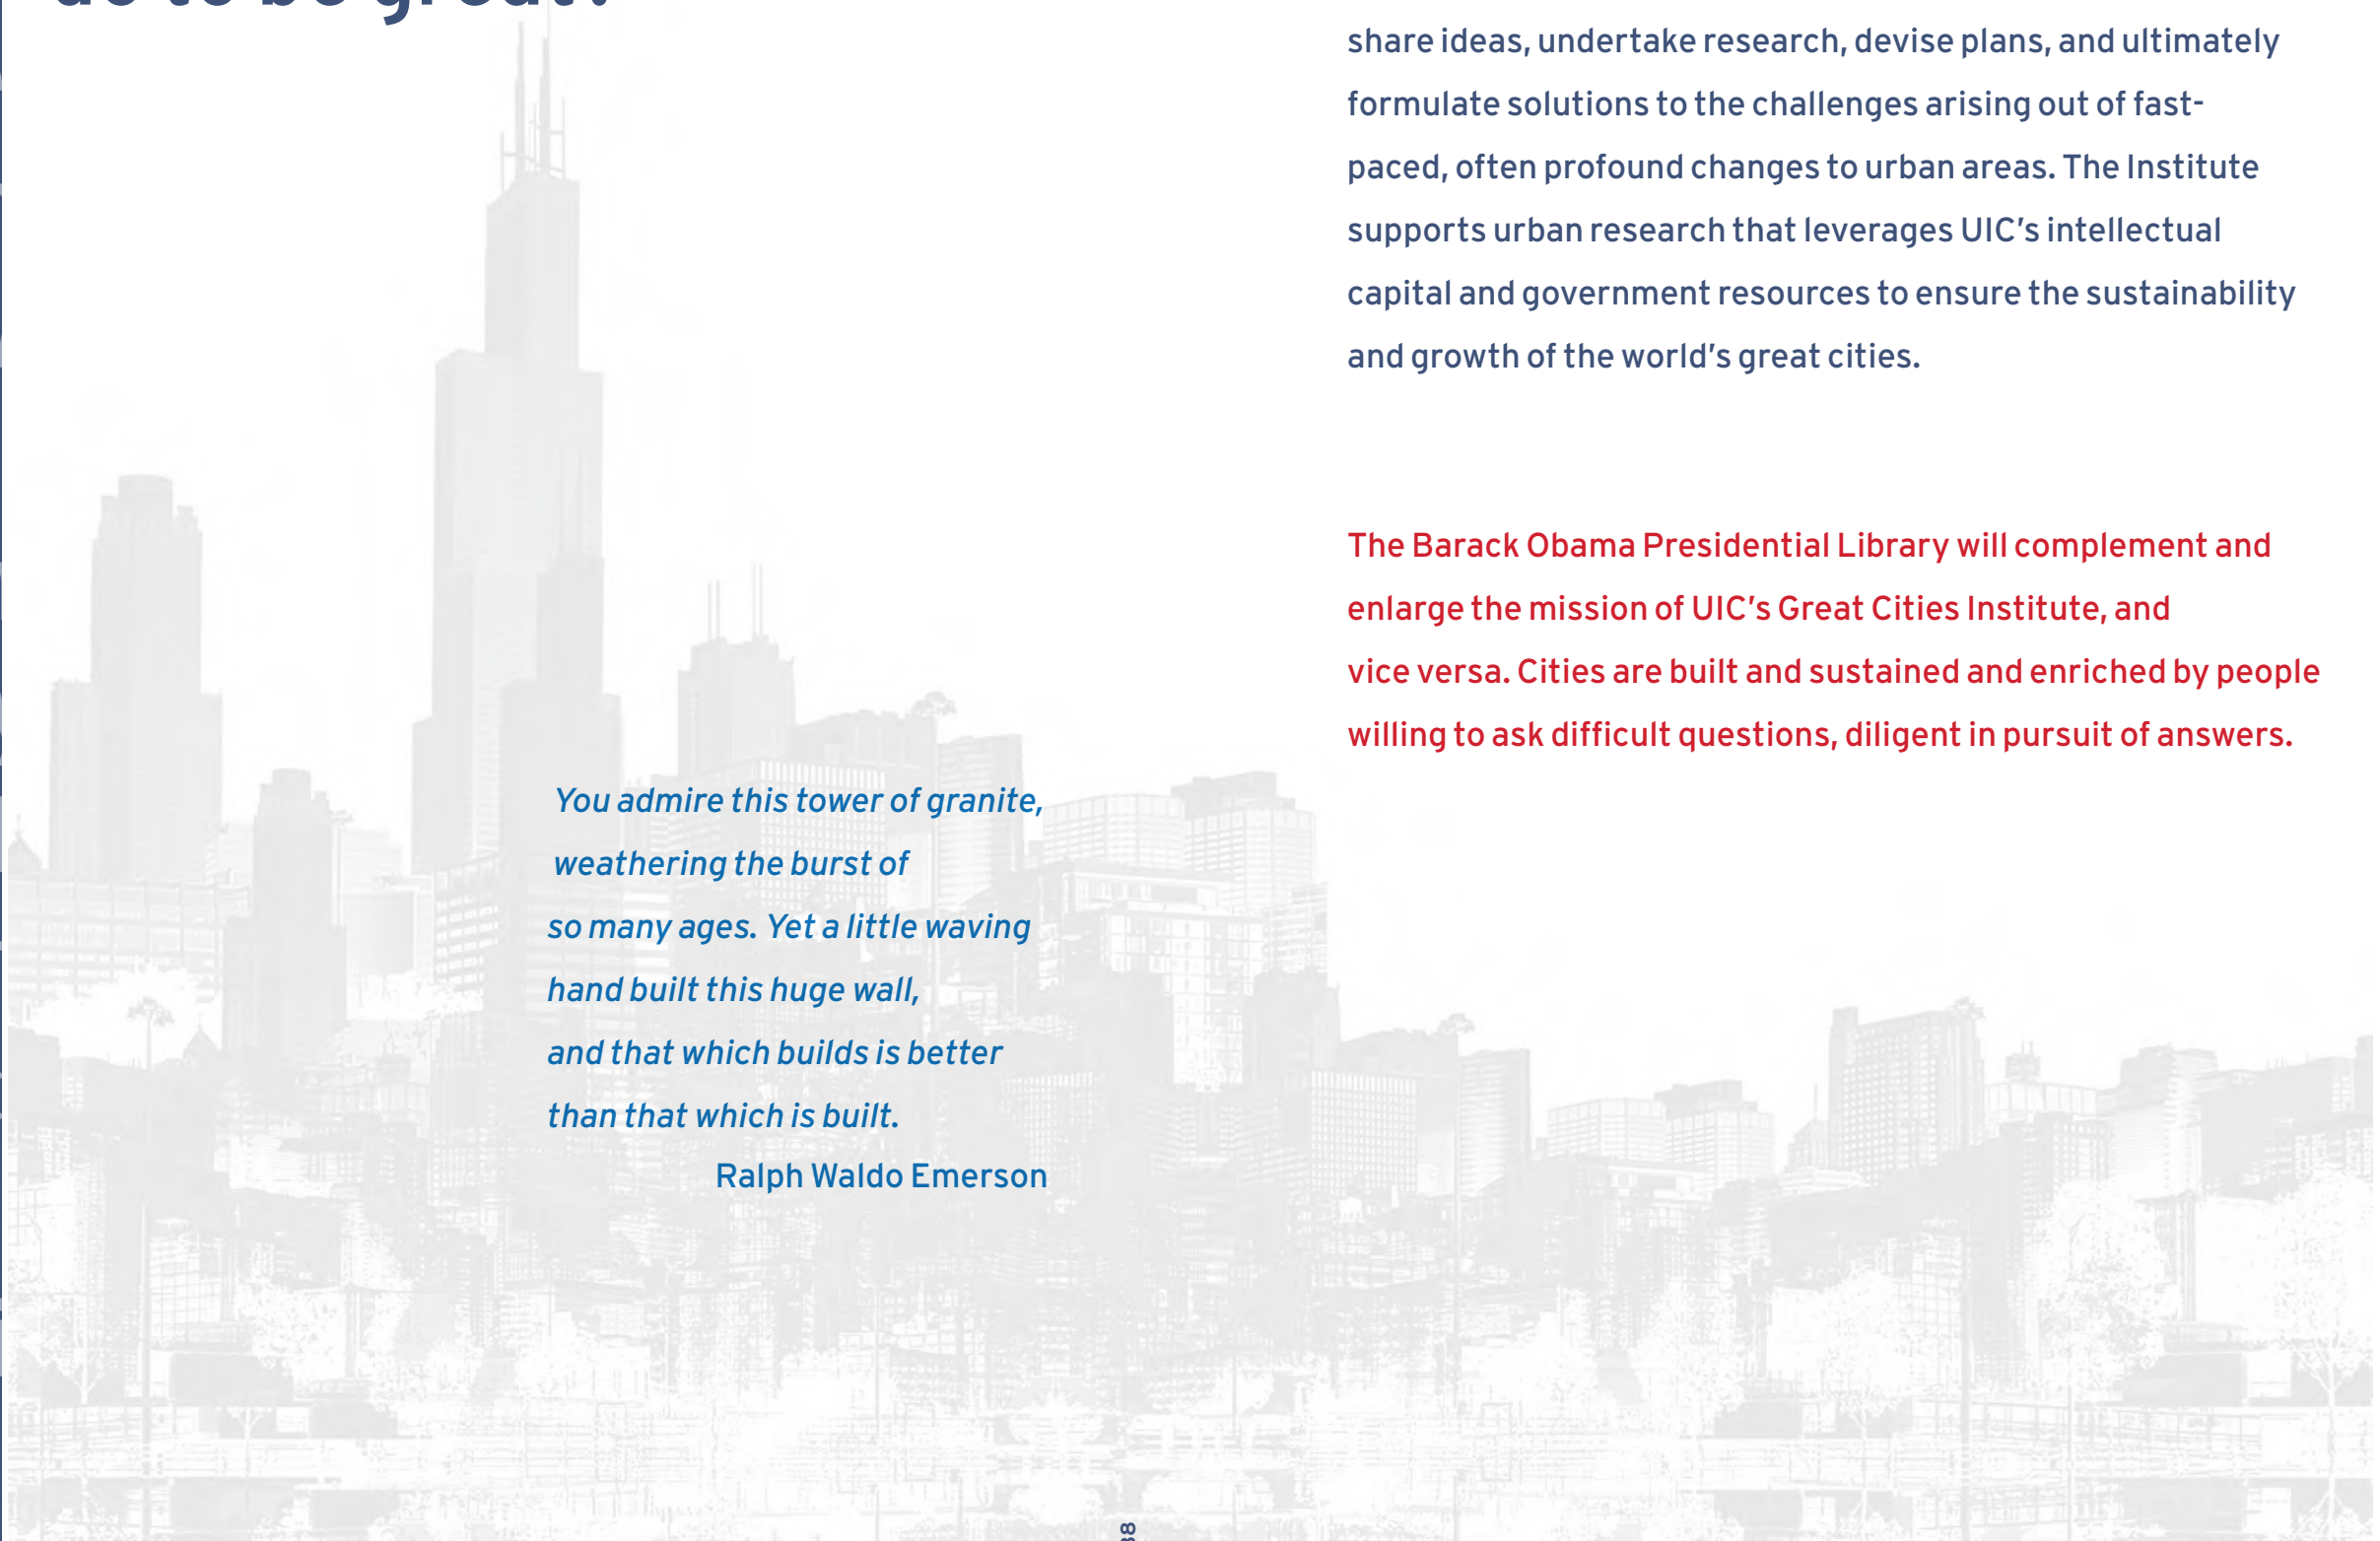 do to be great?
You admire this tower of granite,
weathering the burst of
so many ages. Yet a little waving
hand built this huge wall,
and that which builds is better
than that which is built.
Ralph Waldo Emerson
share ideas, undertake research, devise plans, and ultimately
formulate solutions to the challenges arising out of fast-
paced, often profound changes to urban areas. The Institute
supports urban research that leverages UIC’s intellectual
capital and government resources to ensure the sustainability
and growth of the world’s great cities.
The Barack Obama Presidential Library will complement and
enlarge the mission of UIC’s Great Cities Institute, and
vice versa. Cities are built and sustained and enriched by people
willing to ask difficult questions, diligent in pursuit of answers.